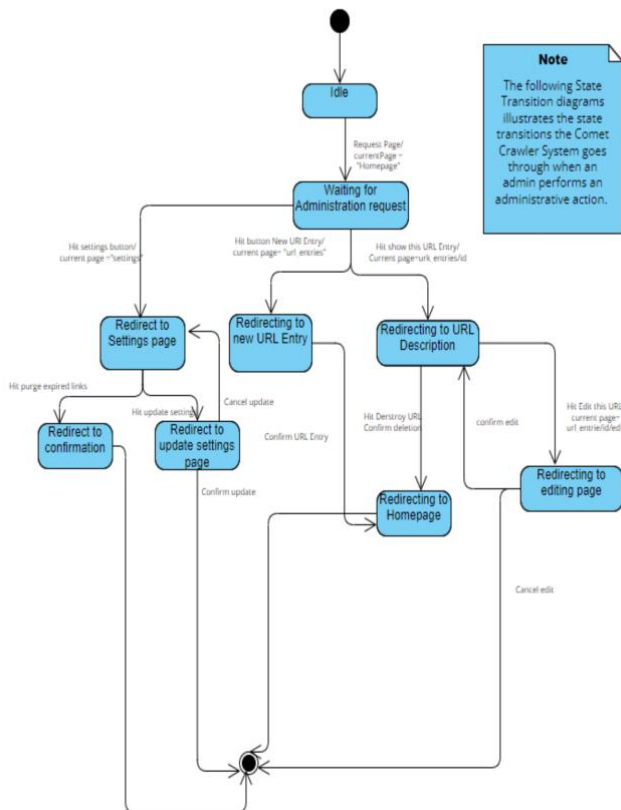 Note
The following State
Transition diagrams
illustrates the state
transitions the Comet
Crawler System goes
through when an
admin performs an
administrative action.
Idle
Request Page/
currentPage =
"Homepage"
Waiting for
Administration request
Hit settings button/
current page ="settings"
Hit button New URl Entry/
current page= "url_entries"
Hit show this URL Entry/
Current page=urk_entries/id
Redirect to
Settings page
Redirecting to
new URL Entry
Redirecting to URL
Description
Hit purge expired links
Hit update setting
Cancel update
Confirm URL Entry
Hit Derstroy URL
Confirm deletion
confirm edit
Hit Edit this URL
current page=
url_entrie/id/ed
Redirect to
confirmation
Redirect to
update settings
page
Confirm update
Redirecting to
Homepage
Redirecting to
editing page
Cancel edit